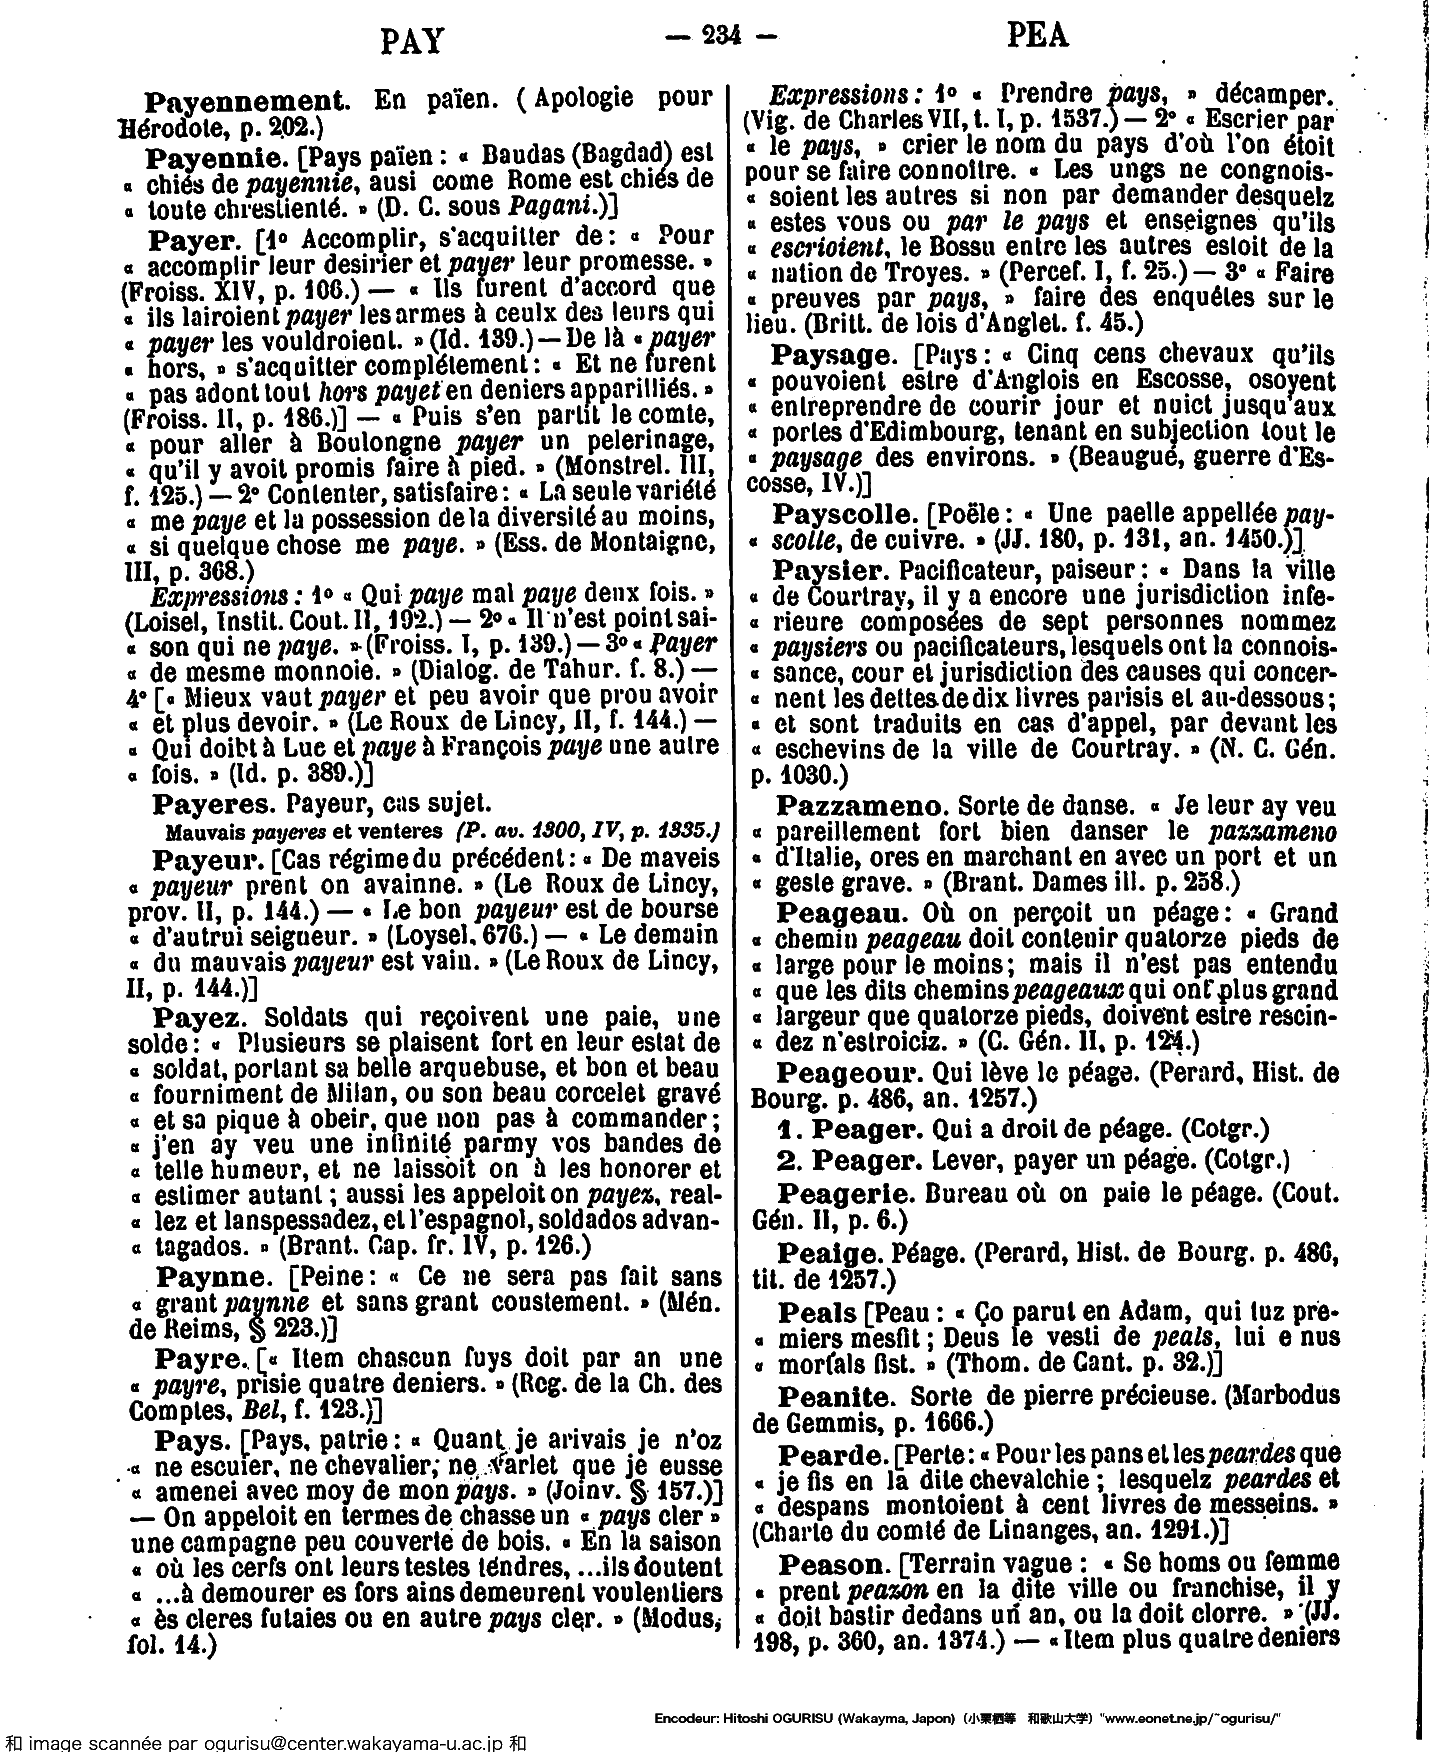 PAY — 234 — PEA
Payennement. En païen. (Apologie pour
Hérodote, p. 202.)
Payennie. [Pays païen : « Baudas (Bagdad) est
« chiés de payennie, ausi come Rome est chiés de
« toute chrestienté. » (D. C. sous Pagani.)]
Payer. [1º Accomplir, s'acquitter de : « Pour
« accomplir leur desirier et payer leur promesse. »
(Froiss. XIV, p. 106.) — « Ils furent d'accord que
« ils lairoient payer les armes à ceulx des leurs qui
« payer les vouldroient. » (Id. 139.) — De là « payer
« hors, » s'acquitter complétement : « Et ne furent
« pas adont tout hors payet en deniers apparilliés. »
(Froiss. II, p. 186.)] — « Puis s'en partit le comte,
« pour aller à Boulongne payer un pelerinage,
« qu'il y avoit promis faire à pied. » (Monstrel. III,
f. 125.) — 2º Contenter, satisfaire : « La seule variété
« me paye et la possession de la diversité au moins,
« si quelque chose me paye. » (Ess. de Montaigne,
III, p. 368.)
Expressions : 1º « Qui paye mal paye deux fois. »
(Loisel, Instit. Cout. II, 192.) — 2º « Il n'est point sai-
« son qui ne paye. » (Froiss. I, p. 139.) — 3º « Payer
« de mesme monnoie. » (Dialog. de Tahur. f. 8.) —
4º [« Mieux vaut payer et peu avoir que prou avoir
« et plus devoir. » (Le Roux de Lincy, II, f. 144.) —
« Qui doibt à Luc et paye à François paye une autre
« fois. » (Id. p. 389.)]
Payeres. Payeur, cas sujet.
Mauvais payeres et venteres (P. av. 1300, IV, p. 1335.)
Payeur. [Cas régime du précédent : « De maveis
« payeur prent on avainne. » (Le Roux de Lincy,
prov. II, p. 144.) — « Le bon payeur est de bourse
« d'autrui seigneur. » (Loysel, 676.) — « Le demain
« du mauvais payeur est vain. » (Le Roux de Lincy,
II, p. 144.)]
Payez. Soldats qui reçoivent une paie, une
solde : « Plusieurs se plaisent fort en leur estat de
« soldat, portant sa belle arquebuse, et bon et beau
« fourniment de Milan, ou son beau corcelet gravé
« et sa pique à obeir, que non pas à commander ;
« j'en ay veu une infinité parmy vos bandes de
« telle humeur, et ne laissoit on à les honorer et
« estimer autant ; aussi les appeloit on payez, real-
« lez et lanspessadez, et l'espagnol, soldados advan-
« tagados. » (Brant. Cap. fr. IV, p. 126.)
Paynne. [Peine : « Ce ne sera pas fait sans
« grant paynne et sans grant coustement. » (Mén.
de Reims, § 223.)]
Payre. [« Item chascun fuys doit par an une
« payre, prisie quatre deniers. » (Reg. de la Ch. des
Comptes, Bel, f. 123.)]
Pays. [Pays, patrie : « Quant je arivais je n'oz
« ne escuier, ne chevalier, ne varlet que je eusse
« amenei avec moy de mon pays. » (Joinv. § 157.)]
— On appeloit en termes de chasse un « pays cler »
une campagne peu couverte de bois. « En la saison
« où les cerfs ont leurs testes tendres, ...ils doutent
« ...à demourer es fors ains demeurent voulentiers
« ès cleres futaies ou en autre pays cler. » (Modus,
fol. 14.)
Expressions : 1º « Prendre pays, » décamper.
(Vig. de Charles VII, t. I, p. 1537.) — 2º « Escrier par
« le pays, » crier le nom du pays d'où l'on étoit
pour se faire connoître. « Les ungs ne congnois-
« soient les autres si non par demander desquelz
« estes vous ou par le pays et enseignes qu'ils
« escrioient, le Bossu entre les autres estoit de la
« nation de Troyes. » (Percef. I, f. 25.) — 3º « Faire
« preuves par pays, » faire des enquêtes sur le
lieu. (Britt. de lois d'Anglet. f. 45.)
Paysage. [Pays : « Cinq cens chevaux qu'ils
« pouvoient estre d'Anglois en Escosse, osoyent
« entreprendre de courir jour et nuict jusqu'aux
« portes d'Edimbourg, tenant en subjection tout le
« paysage des environs. » (Beaugué, guerre d'Es-
cosse, IV.)]
Payscolle. [Poële : « Une paelle appellée pay-
« scolle, de cuivre. » (JJ. 180, p. 131, an. 1450.)]
Paysier. Pacificateur, paiseur : « Dans la ville
« de Courtray, il y a encore une jurisdiction infe-
« rieure composées de sept personnes nommez
« paysiers ou pacificateurs, lesquels ont la connois-
« sance, cour et jurisdiction des causes qui concer-
« nent les dettes de dix livres parisis et au-dessous ;
« et sont traduits en cas d'appel, par devant les
« eschevins de la ville de Courtray. » (N. C. Gén.
p. 1030.)
Pazzameno. Sorte de danse. « Je leur ay veu
« pareillement fort bien danser le pazzameno
« d'Italie, ores en marchant en avec un port et un
« geste grave. » (Brant. Dames ill. p. 258.)
Peageau. Où on perçoit un péage : « Grand
« chemin peageau doit contenir quatorze pieds de
« large pour le moins ; mais il n'est pas entendu
« que les dits chemins peageaux qui ont plus grand
« largeur que quatorze pieds, doivent estre rescin-
« dez n'estroiciz. » (C. Gén. II, p. 124.)
Peageour. Qui lève le péage. (Perard, Hist. de
Bourg. p. 486, an. 1257.)
1. Peager. Qui a droit de péage. (Cotgr.)
2. Peager. Lever, payer un péage. (Cotgr.)
Peagerie. Bureau où on paie le péage. (Cout.
Gén. II, p. 6.)
Peaige. Péage. (Perard, Hist. de Bourg. p. 486,
tit. de 1257.)
Peals [Peau : « Ço parut en Adam, qui tuz pre-
« miers mesfit ; Deus le vesti de peals, lui e nus
« mortals fist. » (Thom. de Cant. p. 32.)]
Peanite. Sorte de pierre précieuse. (Marbodus
de Gemmis, p. 1666.)
Pearde. [Perte : « Pour les pans et les peardes que
« je fis en la dite chevalchie ; lesquelz peardes et
« despans montoient à cent livres de messeins. »
(Charte du comté de Linanges, an. 1291.)]
Peason. [Terrain vague : « Se homs ou femme
« prent peazon en la dite ville ou franchise, il y
« doit bastir dedans un an, ou la doit clorre. » (JJ.
198, p. 360, an. 1374.) — « Item plus quatre deniers
Encodeur: Hitoshi OGURISU (Wakayma, Japon) (小栗栖等 和歌山大学) "www.eonet.ne.jp/~ogurisu/"
和 image scannée par ogurisu@center.wakayama-u.ac.jp 和